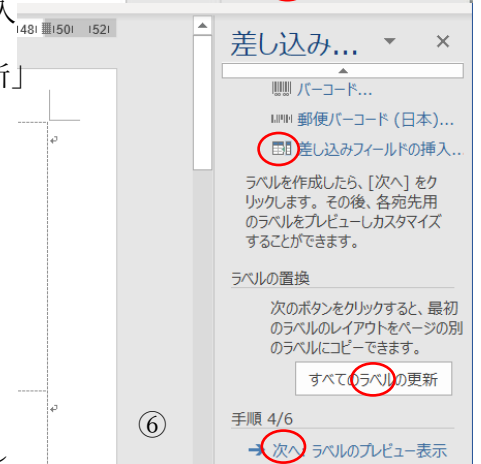 入
所」
1481 1501 1521
差し込み...
バーコード...
郵便バーコード (日本)...
差し込みフィールドの挿入...
ラベルを作成したら、[次へ] をク
リックします。その後、各宛先用
のラベルをプレビューしカスタマイズ
することができます。
ラベルの置換
次のボタンをクリックすると、最初
のラベルのレイアウトをページの別
のラベルにコピーできます。
すべてのラベルの更新
手順 4/6
⑥
→ 次へ: ラベルのプレビュー表示